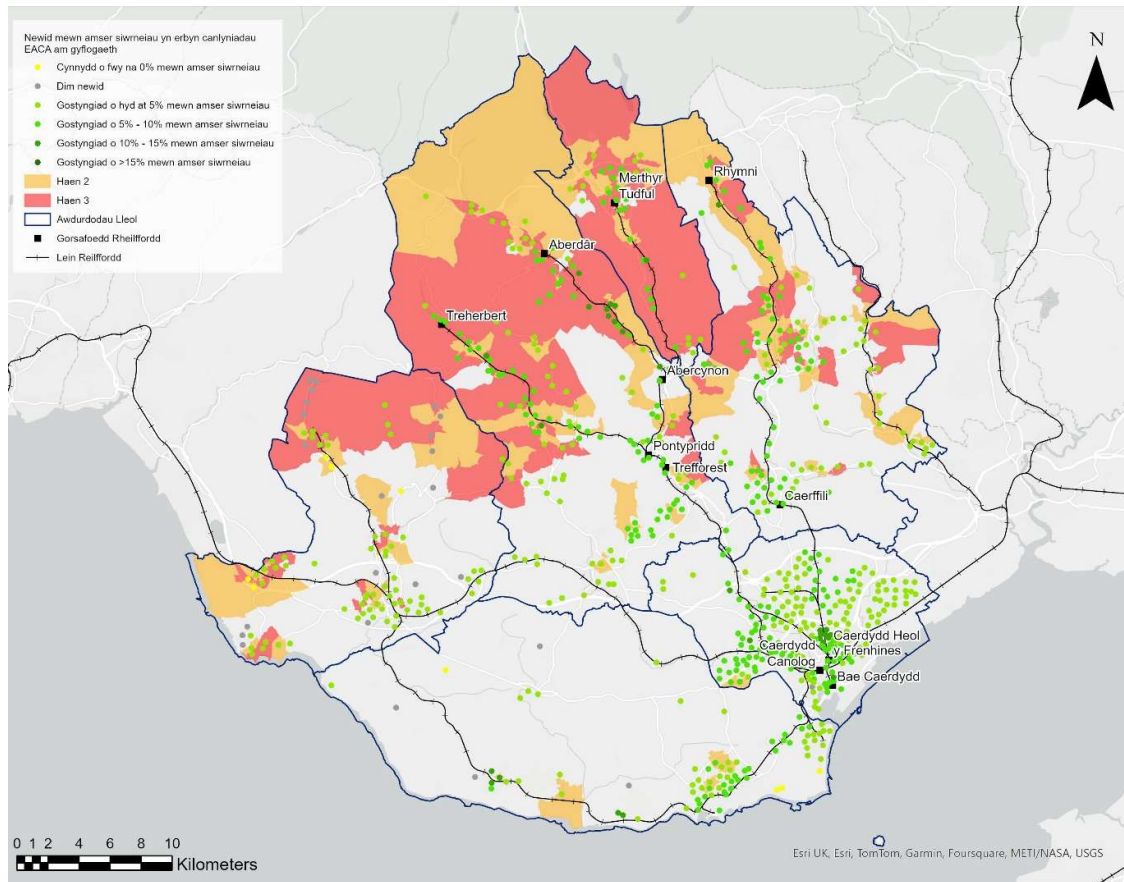 Newid mewn amser siwrneiau yn erbyn canlyniadau
EACA am gyflogaeth
Cynnydd o fwy na 0% mewn amser siwrneiau
Dim newid
Gostyngiad o hyd at 5% mewn amser siwrneiau
Gostyngiad o 5% - 10% mewn amser siwrneiau
Gostyngiad o 10% - 15% mewn amser siwrneiau
Gostyngiad o >15% mewn amser siwrneiau
Haen 2
Haen 3
Awdurdodau Lleol
Gorsafoedd Rheilffordd
Lein Reilffordd
N
Rhymni
Merthyr
Tudful
Aberdâr
Treherbert
Abercynon
Pontypridd
Trefforest
Caerffili
Caerdydd Heol
y Frenhines
Caerdydd
Canolog
Bae Caerdydd
0 1 2 4 6 8 10
Kilometers
Esri UK, Esri, TomTom, Garmin, Foursquare, METI/NASA, USGS